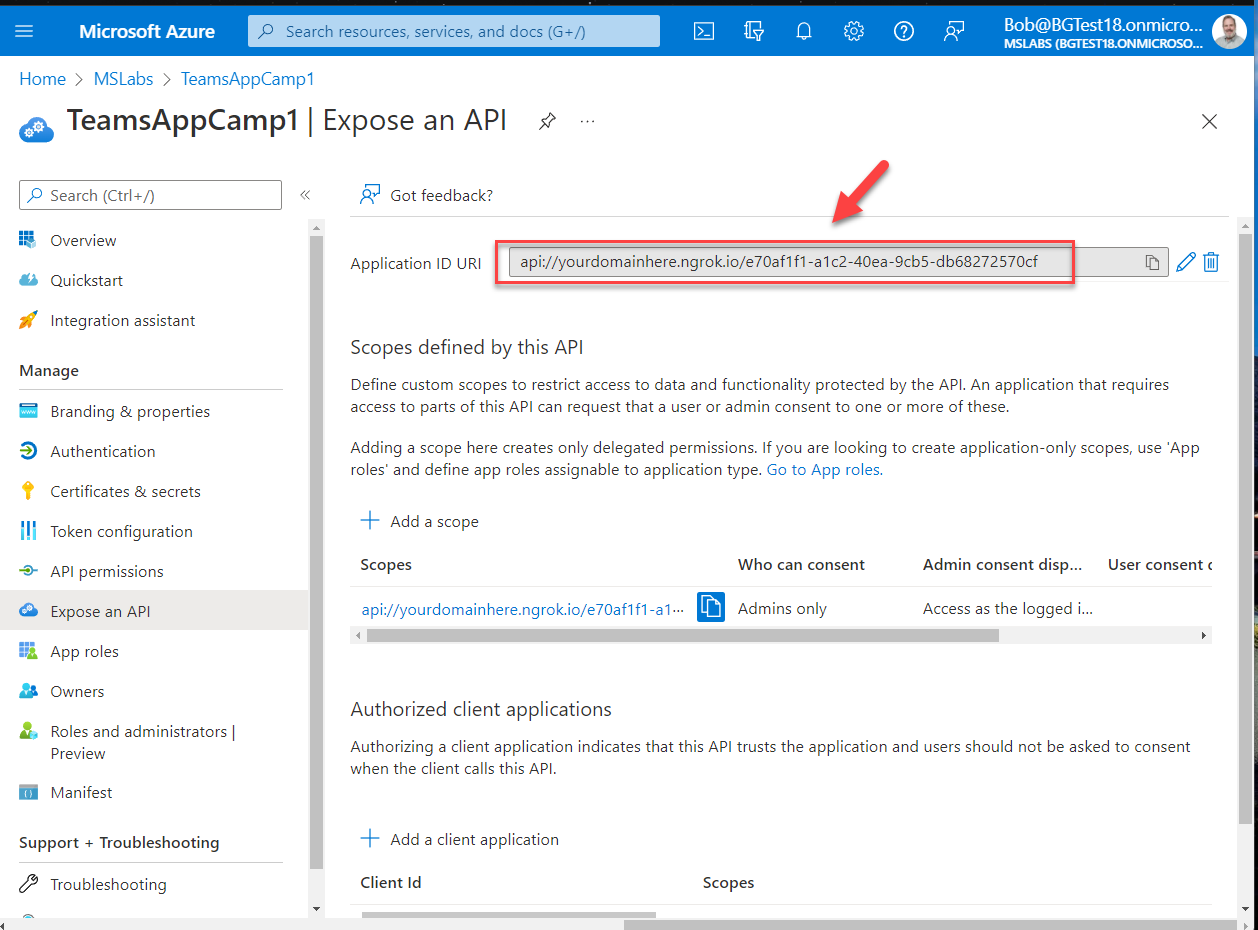 Microsoft Azure
Search resources, services, and docs (G+/)
Bob@BGTest18.onmicro...
MSLABS (BGTEST18.ONMICROSO...
Home > MSLabs > TeamsAppCamp1
TeamsAppCamp1 | Expose an API
...
Search (Ctrl+/)
«
Overview
Quickstart
Integration assistant
Manage
Branding & properties
Authentication
Certificates & secrets
Token configuration
API permissions
Expose an API
App roles
Owners
Roles and administrators |
Preview
Manifest
Support + Troubleshooting
Troubleshooting
Got feedback?
Application ID URI
api://yourdomainhere.ngrok.io/e70af1f1-a1c2-40ea-9cb5-db68272570cf
Scopes defined by this API
Define custom scopes to restrict access to data and functionality protected by the API. An application that requires
access to parts of this API can request that a user or admin consent to one or more of these.
Adding a scope here creates only delegated permissions. If you are looking to create application-only scopes, use 'App
roles' and define app roles assignable to application type. Go to App roles.
Add a scope
Scopes Who can consent Admin consent disp... User consent
api://yourdomainhere.ngrok.io/e70af1f1-a1... Admins only Access as the logged i...
Authorized client applications
Authorizing a client application indicates that this API trusts the application and users should not be asked to consent
when the client calls this API.
Add a client application
Client Id Scopes